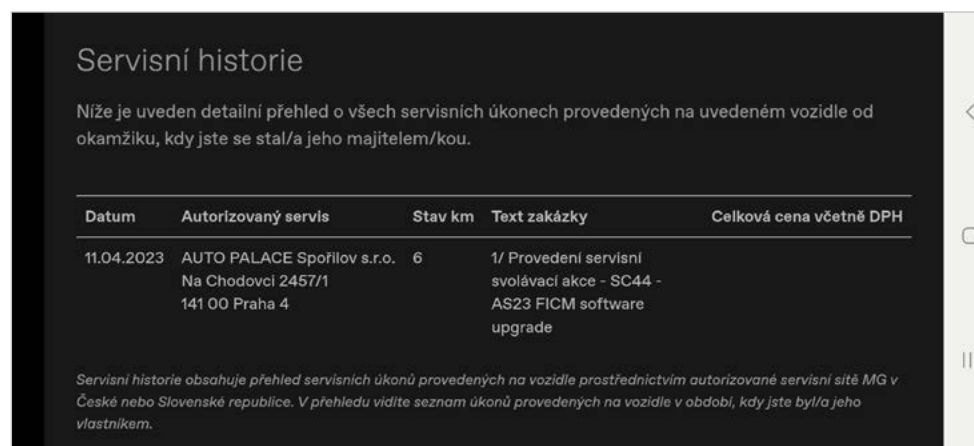 Servisní historie
Níže je uveden detailní přehled o všech servisních úkonech provedených na uvedeném vozidle od
okamžiku, kdy jste se stal/a jeho majitelem/kou.
Datum Autorizovaný servis Stav km Text zakázky Celková cena včetně DPH
11.04.2023 AUTO PALACE Spořilov s.r.o. 6 1/ Provedení servisní
Na Chodovci 2457/1 svolávací akce - SC44 -
141 00 Praha 4 AS23 FICM software
upgrade
Servisní historie obsahuje přehled servisních úkonů provedených na vozidle prostřednictvím autorizované servisní sítě MG v
České nebo Slovenské republice. V přehledu vidíte seznam úkonů provedených na vozidle v období, kdy jste byl/a jeho
vlastníkem.